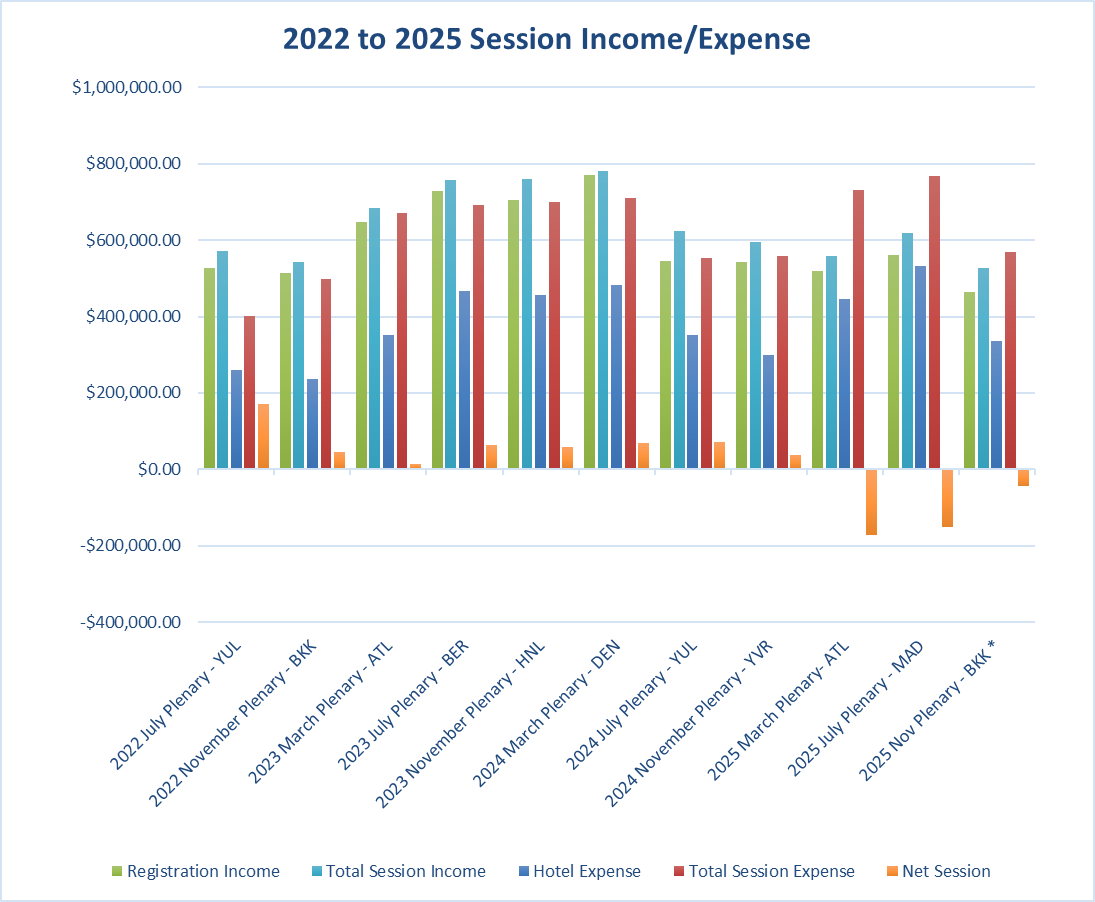 2022 to 2025 Session Income/Expense
$1,000,000.00
$800,000.00
$600,000.00
$400,000.00
$200,000.00
$0.00
-$200,000.00
-$400,000.00
2022 July Plenary - YUL
2022 November Plenary - BKK
2023 March Plenary - ATL
2023 July Plenary - BER
2023 November Plenary - HNL
2024 March Plenary - DEN
2024 July Plenary - YUL
2024 November Plenary - YVR
2025 March Plenary- ATL
2025 July Plenary - MAD
2025 Nov Plenary - BKK *
Registration Income
Total Session Income
Hotel Expense
Total Session Expense
Net Session